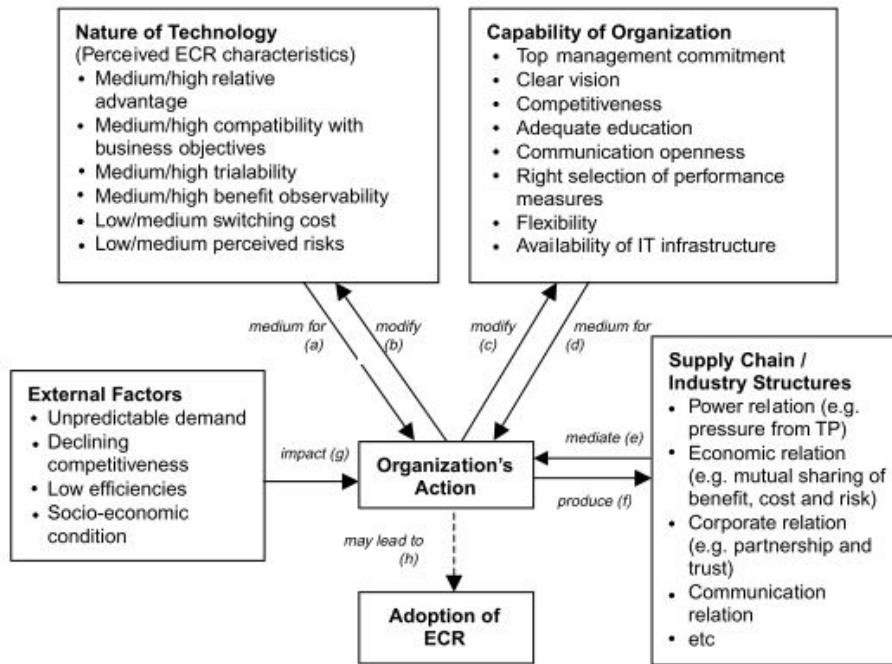 Nature of Technology
(Perceived ECR characteristics)
• Medium/high relative
advantage
• Medium/high compatibility with
business objectives
• Medium/high trialability
• Medium/high benefit observability
• Low/medium switching cost
• Low/medium perceived risks
Capability of Organization
• Top management commitment
• Clear vision
• Competitiveness
• Adequate education
• Communication openness
• Right selection of performance
measures
• Flexibility
• Availability of IT infrastructure
medium for
(a)
modify
(b)
modify
(c)
medium for
(d)
External Factors
• Unpredictable demand
• Declining
competitiveness
• Low efficiencies
• Socio-economic
condition
impact (g)
Organization's
Action
mediate (e)
produce (f)
Supply Chain /
Industry Structures
• Power relation (e.g.
pressure from TP)
• Economic relation
(e.g. mutual sharing of
benefit, cost and risk)
• Corporate relation
(e.g. partnership and
trust)
• Communication
relation
• etc
may lead to
(h)
Adoption of
ECR